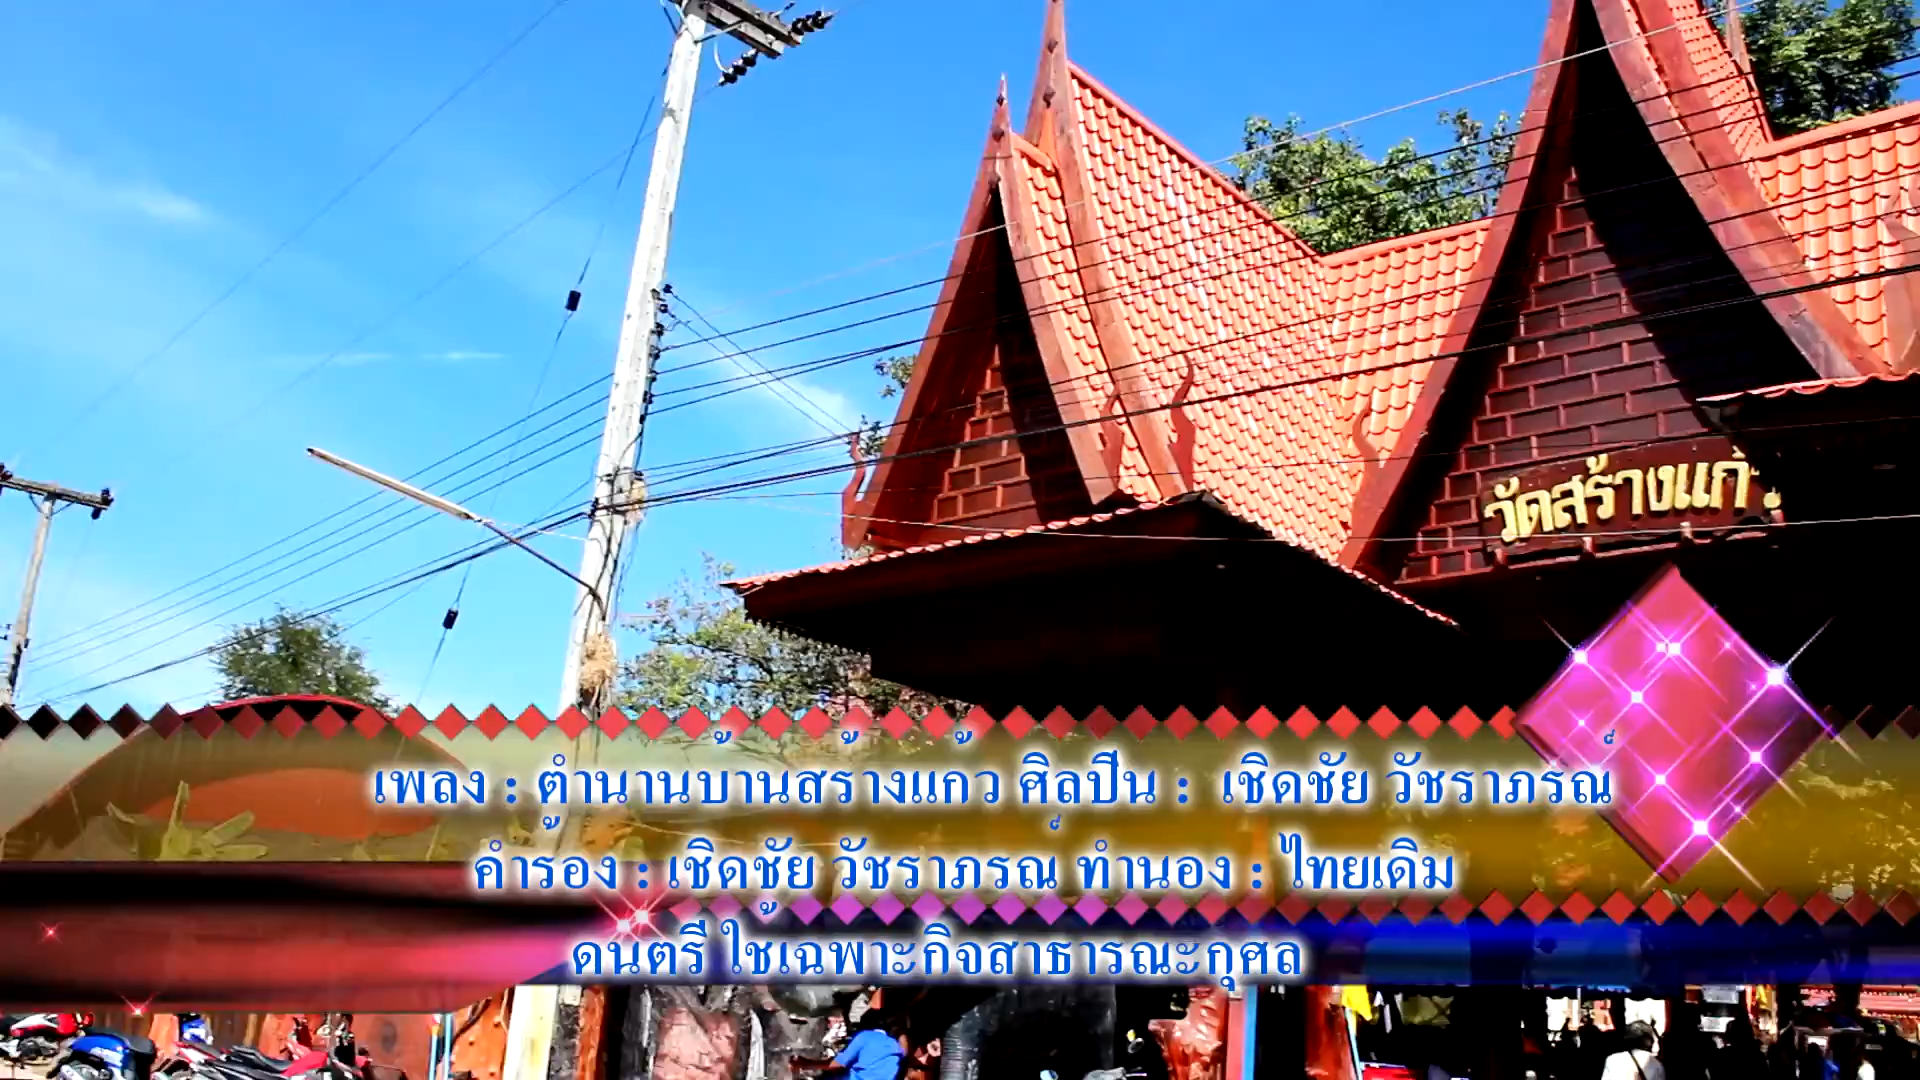 วัดสร้างแก้ว
เพลง : ตำนานบ้านสร้างแก้ว ศิลปิน : เชิดชัย วัชราภรณ์
คำร้อง : เชิดชัย วัชราภรณ์ ทำนอง : ไทยเดิม
ดนตรี ใช้เฉพาะกิจสาธารณะกุศล